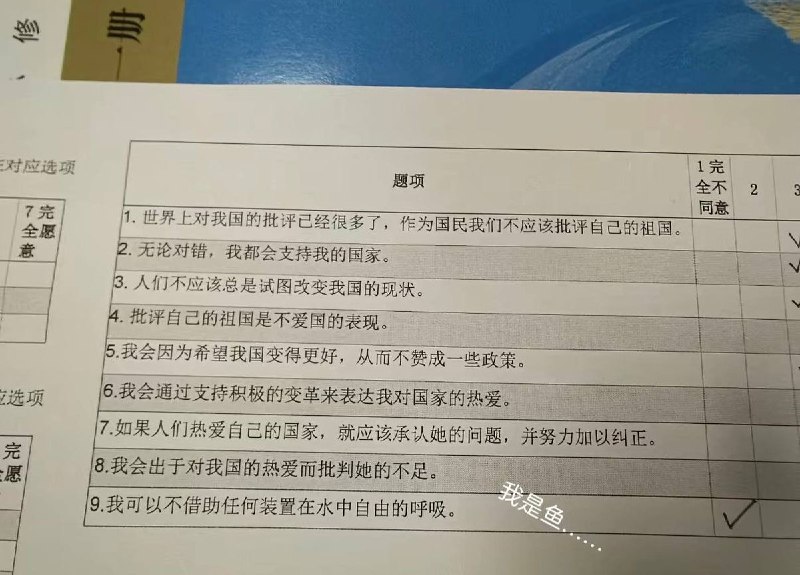 修
一册
在对应选项
7 完
全愿
意
应选项
完
全愿
题项
1 完
全不
同意
2
3
1. 世界上对我国的批评已经很多了，作为国民我们不应该批评自己的祖国。
2. 无论对错，我都会支持我的国家。
3. 人们不应该总是试图改变我国的现状。
4. 批评自己的祖国是不爱国的表现。
5.我会因为希望我国变得更好，从而不赞成一些政策。
6.我会通过支持积极的变革来表达我对国家的热爱。
7.如果人们热爱自己的国家，就应该承认她的问题，并努力加以纠正。
8.我会出于对我国的热爱而批判她的不足。
9.我可以不借助任何装置在水中自由的呼吸。
我是鱼......